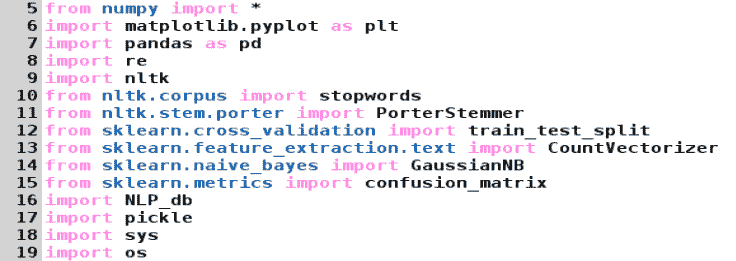 5 from numpy import *
6 import matplotlib.pyplot as plt
7 import pandas as pd
8 import re
9 import nltk
10 from nltk.corpus import stopwords
11 from nltk.stem.porter import PorterStemmer
12 from sklearn.cross_validation import train_test_split
13 from sklearn.feature_extraction.text import CountVectorizer
14 from sklearn.naive_bayes import GaussianNB
15 from sklearn.metrics import confusion_matrix
16 import NLP_db
17 import pickle
18 import sys
19 import os